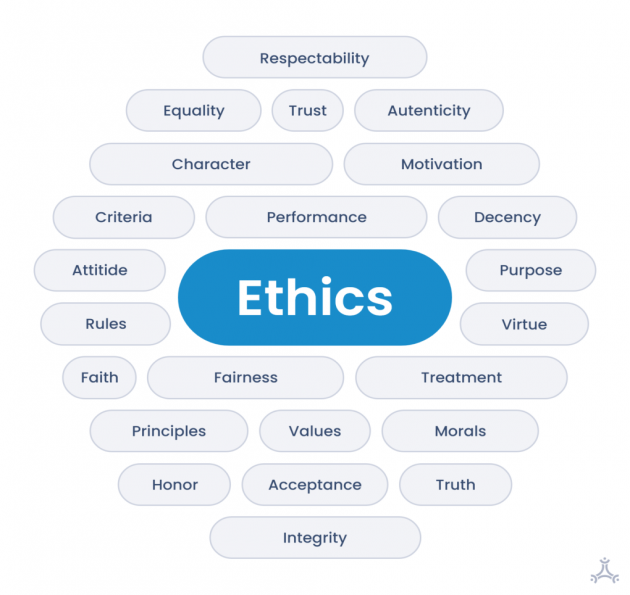 Respectability
Equality Trust Autenticity
Character Motivation
Criteria Performance Decency
Attitide Purpose
Ethics
Rules Virtue
Faith Fairness Treatment
Principles Values Morals
Honor Acceptance Truth
Integrity